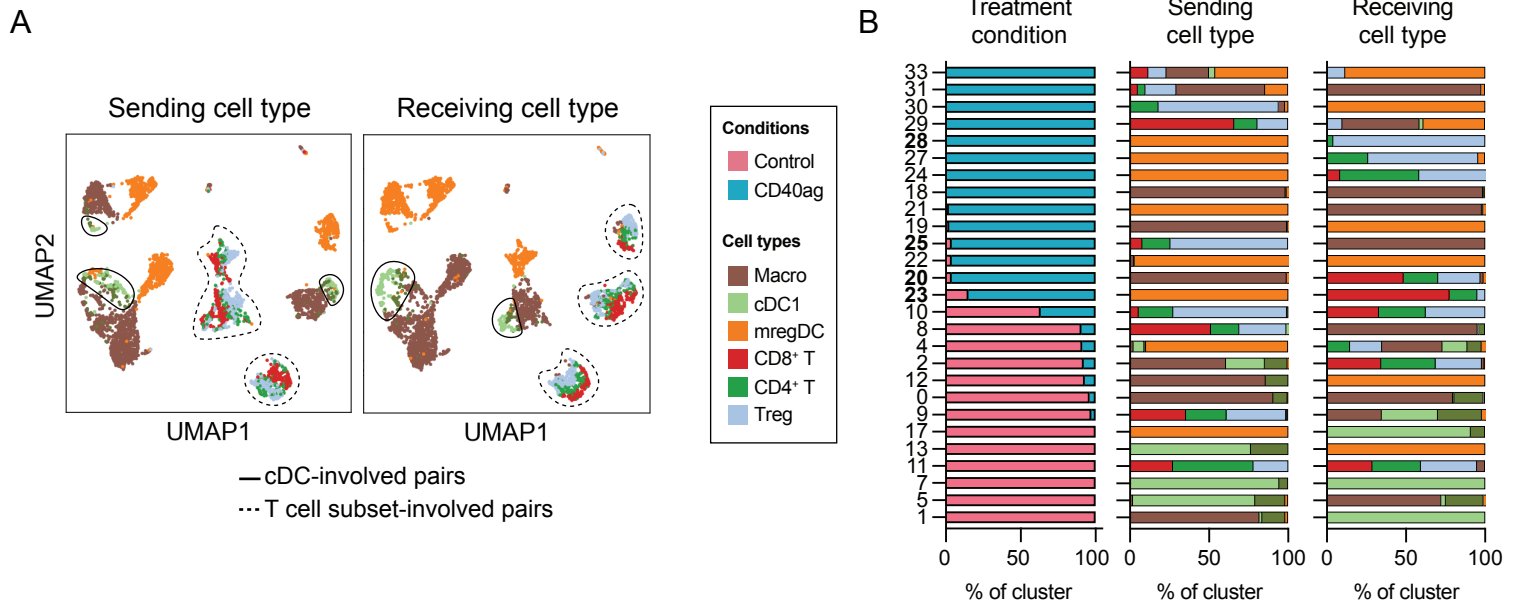 A
Sending cell type
Receiving cell type
UMAP2
UMAP1
UMAP1
cDC-involved pairs
T cell subset-involved pairs
Conditions
Control
CD40ag
Cell types
Macro
cDC1
mregDC
CD8⁺ T
CD4⁺ T
Treg
B
Treatment
condition
Sending
cell type
Receiving
cell type
33
31
30
29
28
27
24
18
21
19
25
22
20
23
10
8
4
2
12
0
9
17
13
11
7
5
1
0 50 100
0 50 100
0 50 100
% of cluster
% of cluster
% of cluster